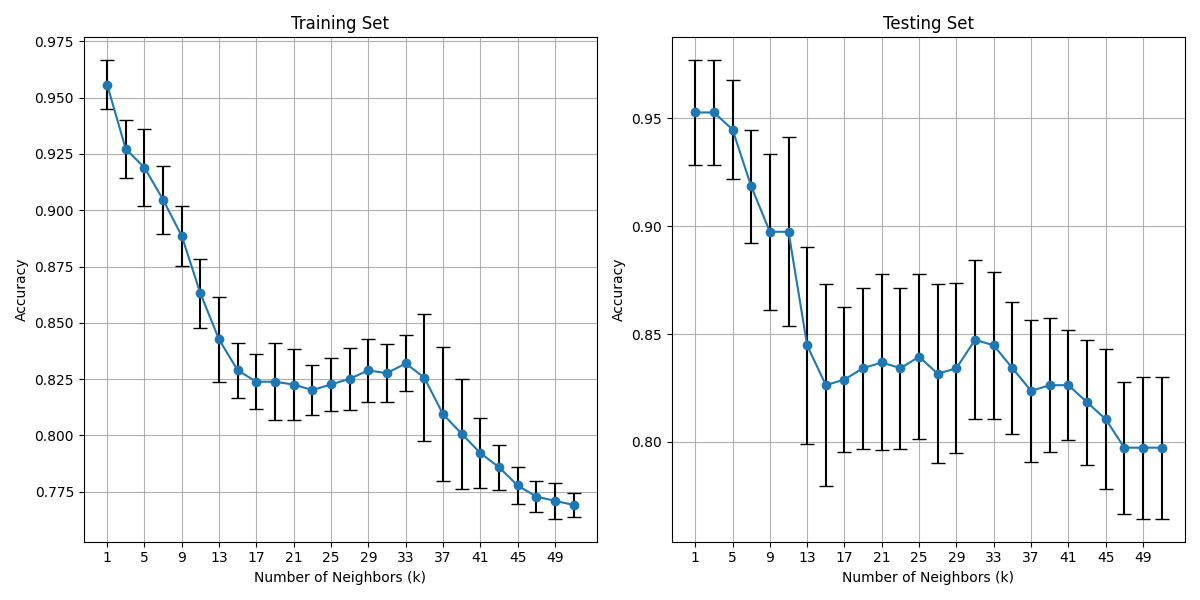 Training Set
Accuracy
0.975
0.950
0.925
0.900
0.875
0.850
0.825
0.800
0.775
1 5 9 13 17 21 25 29 33 37 41 45 49
Number of Neighbors (k)
Testing Set
Accuracy
0.95
0.90
0.85
0.80
1 5 9 13 17 21 25 29 33 37 41 45 49
Number of Neighbors (k)